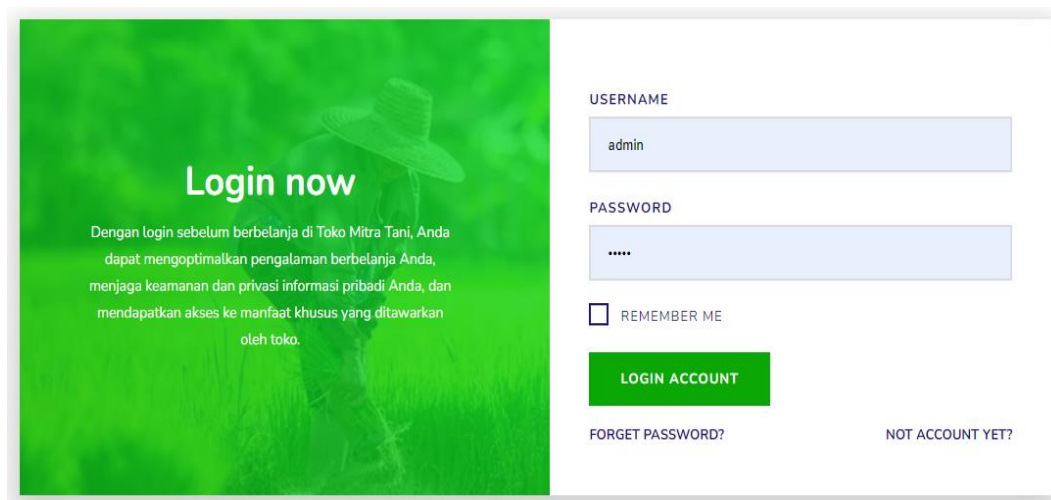 Login now
Dengan login sebelum berbelanja di Toko Mitra Tani, Anda
dapat mengoptimalkan pengalaman berbelanja Anda,
menjaga keamanan dan privasi informasi pribadi Anda, dan
mendapatkan akses ke manfaat khusus yang ditawarkan
oleh toko.
USERNAME
admin
PASSWORD
•••••
REMEMBER ME
LOGIN ACCOUNT
FORGET PASSWORD?
NOT ACCOUNT YET?